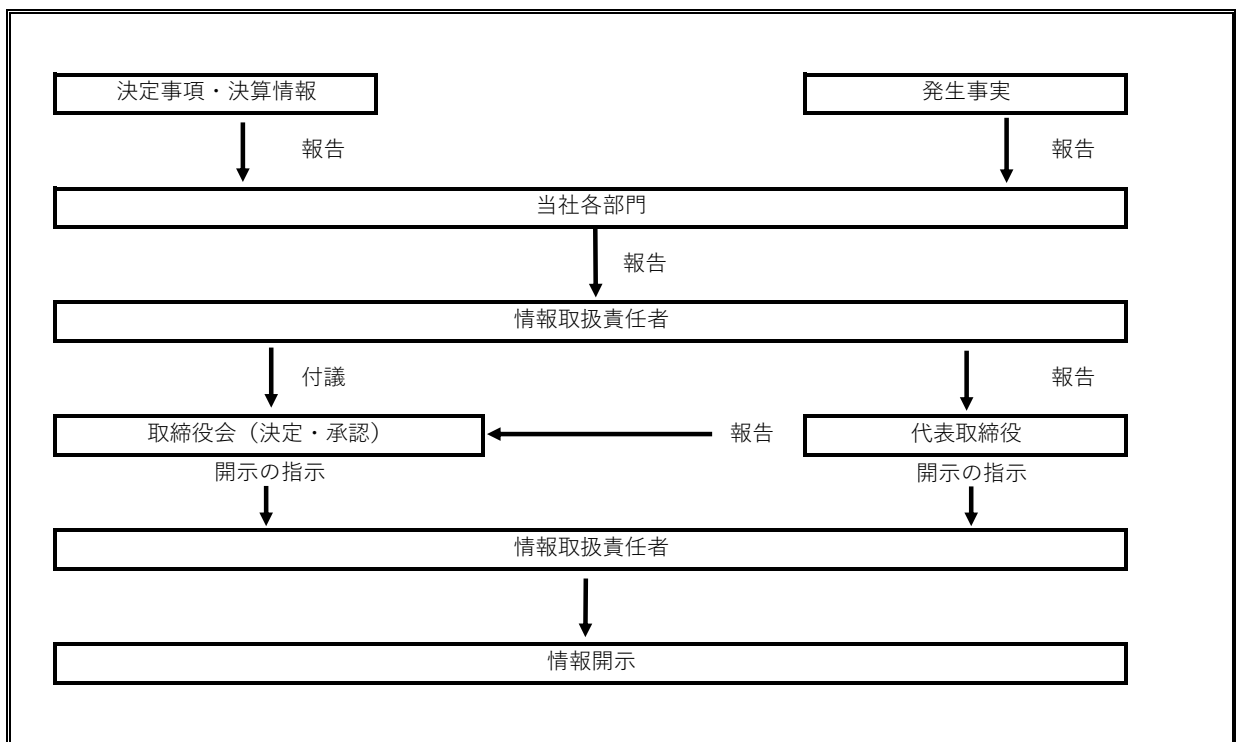 決定事項・決算情報
発生事実
報告
報告
当社各部門
報告
情報取扱責任者
付議
報告
取締役会（決定・承認）
報告
代表取締役
開示の指示
開示の指示
情報取扱責任者
情報開示